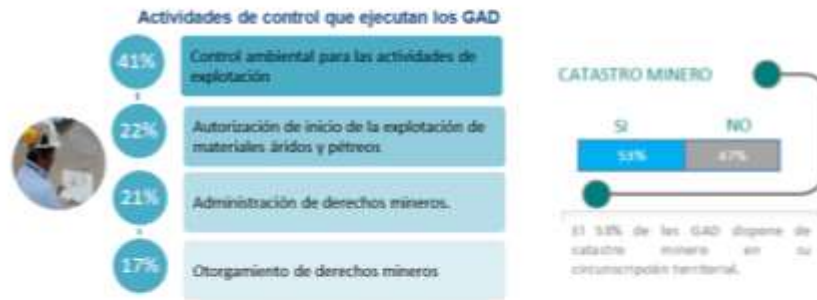 Actividades de control que ejecutan los GAD
41%
Control ambiental para las actividades de
explotación
22%
Autorización de inicio de la explotación de
materiales áridos y pétreos
21%
Administración de derechos mineros.
17%
Otorgamiento de derechos mineros
CATASTRO MINERO
SI NO
53% 47%
El 53% de los GAD dispone de
catastro minero en su
circunscripción territorial.